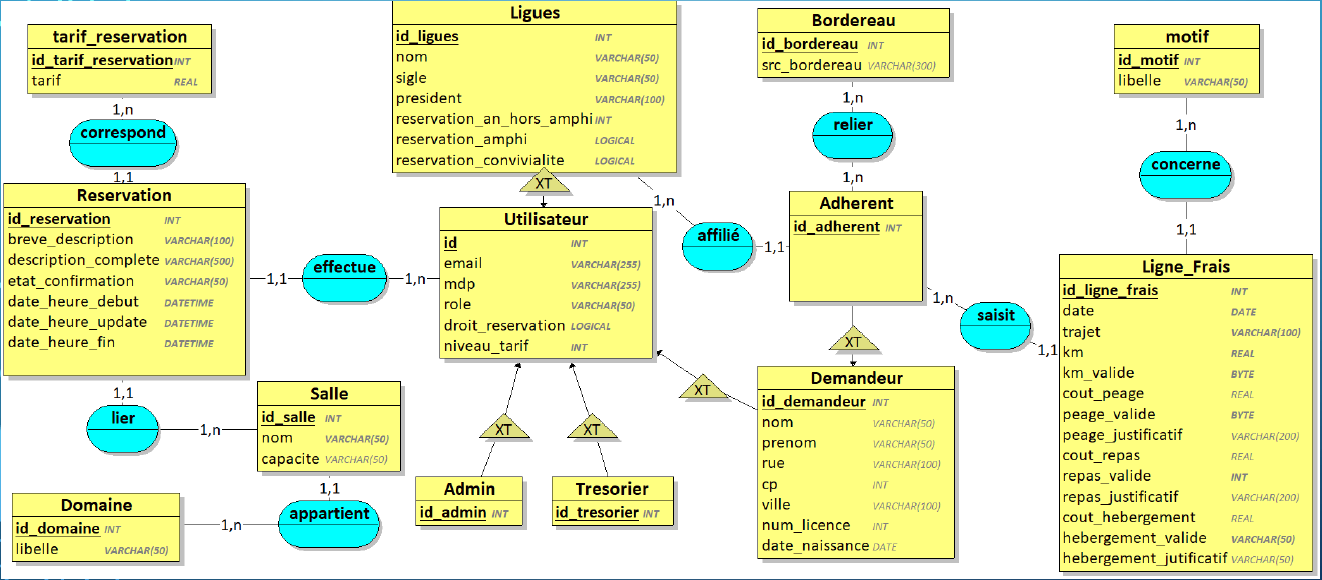 tarif_reservation
id_tarif_reservation INT
tarif REAL
1,n
correspond
1,1
Reservation
id_reservation INT
breve_description VARCHAR(100)
description_complete VARCHAR(500)
etat_confirmation VARCHAR(50)
date_heure_debut DATETIME
date_heure_update DATETIME
date_heure_fin DATETIME
1,1
lier
1,n
Salle
id_salle INT
nom VARCHAR(50)
capacite VARCHAR(50)
1,1
appartient
1,n
Domaine
id_domaine INT
libelle VARCHAR(50)
1,1
effectue
1,n
Ligues
id_ligues INT
nom VARCHAR(50)
sigle VARCHAR(50)
president VARCHAR(100)
reservation_an_hors_amphi INT
reservation_amphi LOGICAL
reservation_convivialite LOGICAL
XT
Utilisateur
id INT
email VARCHAR(255)
mdp VARCHAR(255)
role VARCHAR(50)
droit_reservation LOGICAL
niveau_tarif INT
XT
XT
XT
Admin
id_admin INT
Tresorier
id_tresorier INT
1,n
affilié
1,1
Bordereau
id_bordereau INT
src_bordereau VARCHAR(300)
1,n
relier
1,n
Adherent
id_adherent INT
XT
Demandeur
id_demandeur INT
nom VARCHAR(50)
prenom VARCHAR(50)
rue VARCHAR(100)
cp INT
ville VARCHAR(100)
num_licence INT
date_naissance DATE
1,n
saisit
1,1
motif
id_motif INT
libelle VARCHAR(50)
1,n
concerne
1,1
Ligne_Frais
id_ligne_frais INT
date DATE
trajet VARCHAR(100)
km REAL
km_valide BYTE
cout_peage REAL
peage_valide BYTE
peage_justificatif VARCHAR(200)
cout_repas REAL
repas_valide INT
repas_justificatif VARCHAR(200)
cout_hebergement REAL
hebergement_valide VARCHAR(50)
hebergement_jutificatif VARCHAR(50)